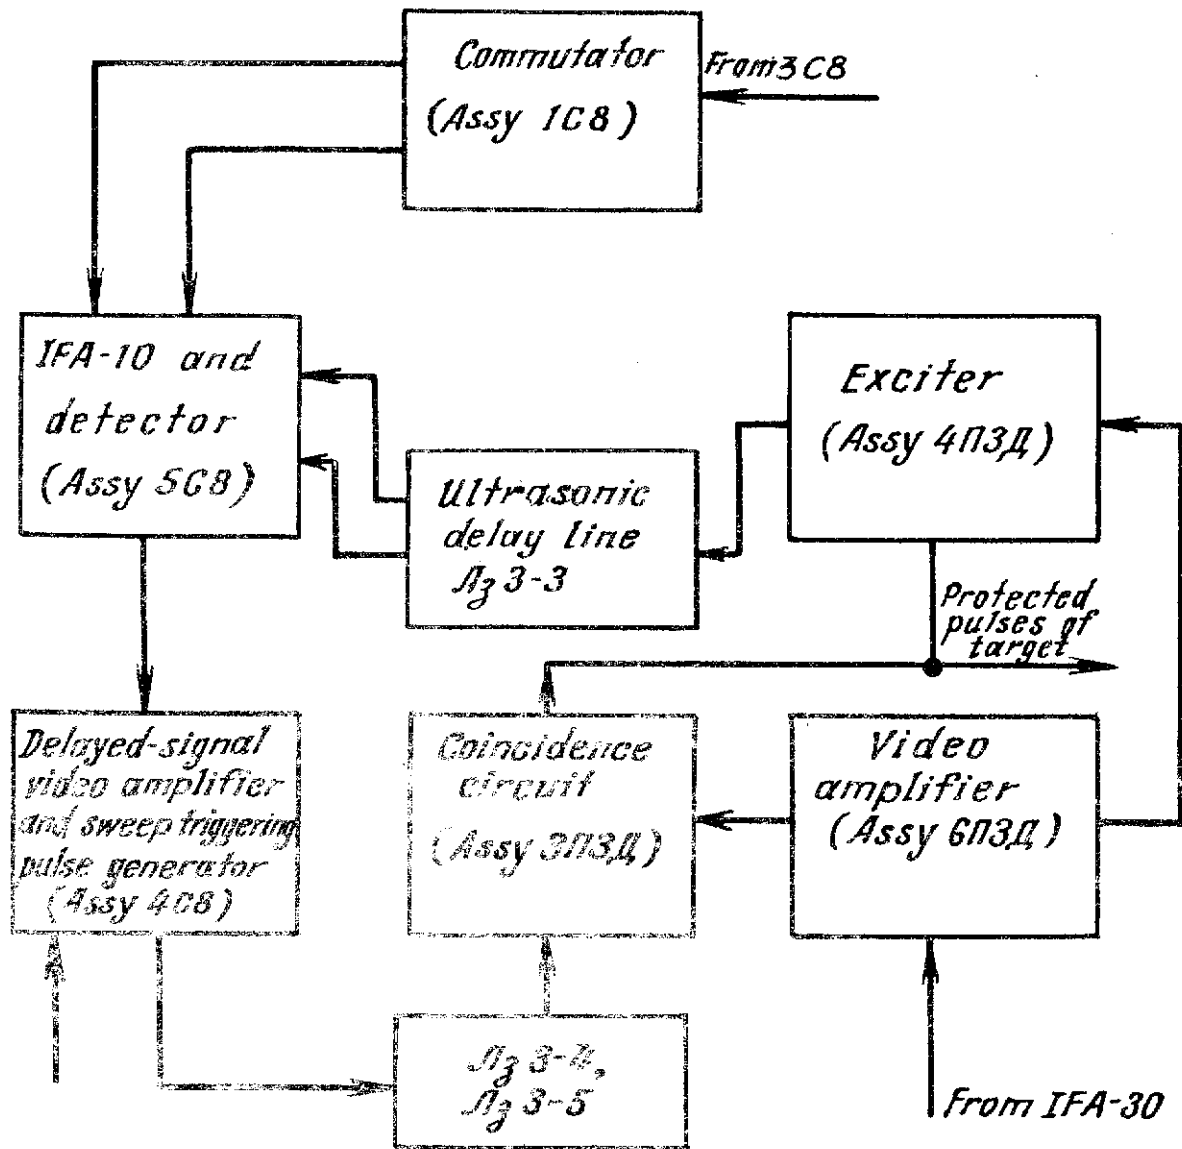 Commutator
(Assy 1C8)
From 3C8
IFA-10 and
detector
(Assy 5C8)
Exciter
(Assy 4ПЗД)
Ultrasonic
delay line
Лз 3-3
Protected
pulses of
target
Delayed-signal
video amplifier
and sweep triggering
pulse generator
(Assy 4C8)
Coincidence
circuit
(Assy 3ПЗД)
Video
amplifier
(Assy 6ПЗД)
Лз 3-4,
Лз 3-5
From IFA-30